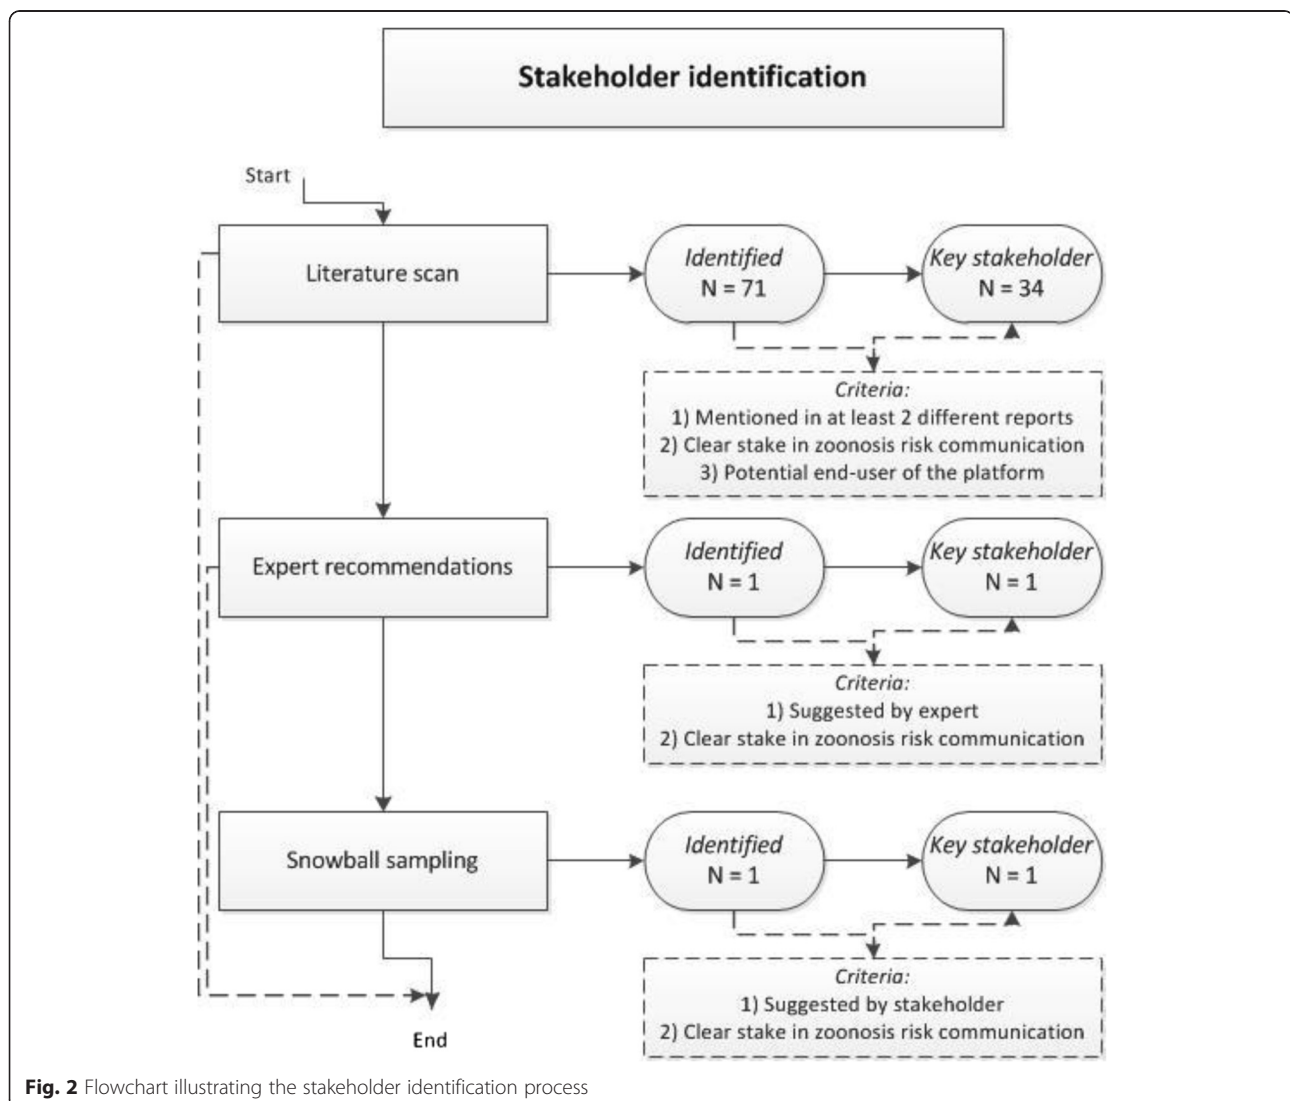 Stakeholder identification
Start
Literature scan
Identified
N = 71
Key stakeholder
N = 34
Criteria:
1) Mentioned in at least 2 different reports
2) Clear stake in zoonosis risk communication
3) Potential end-user of the platform
Expert recommendations
Identified
N = 1
Key stakeholder
N = 1
Criteria:
1) Suggested by expert
2) Clear stake in zoonosis risk communication
Snowball sampling
Identified
N = 1
Key stakeholder
N = 1
Criteria:
1) Suggested by stakeholder
2) Clear stake in zoonosis risk communication
End
Fig. 2 Flowchart illustrating the stakeholder identification process